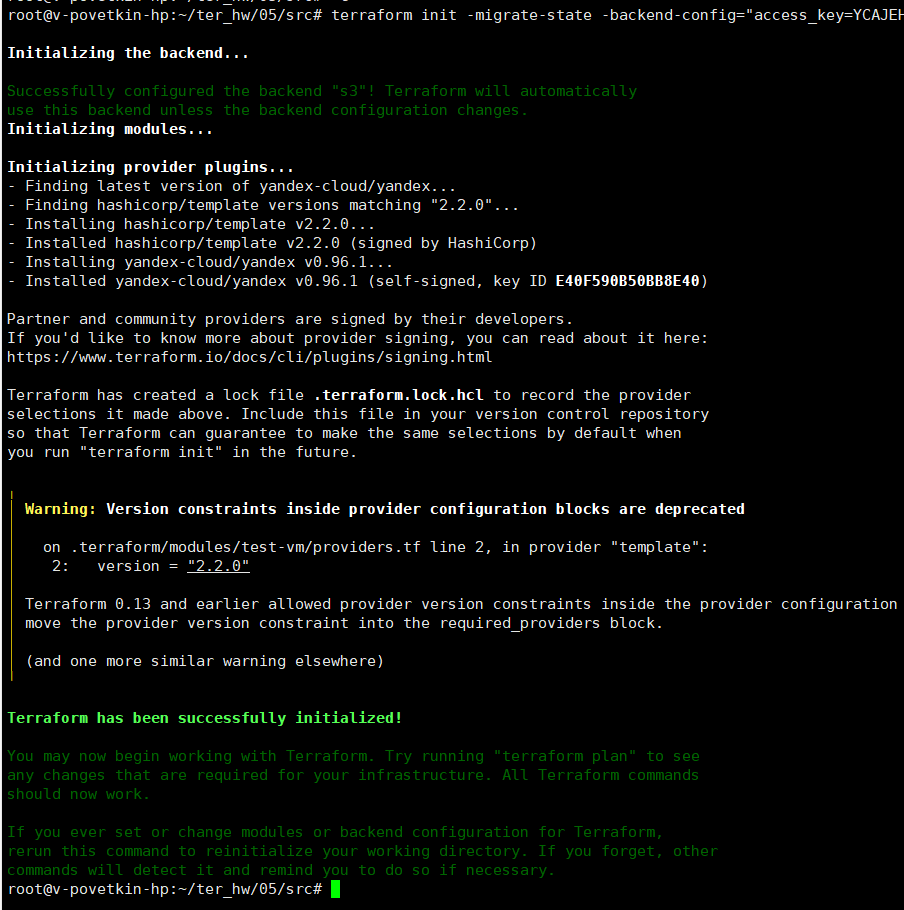 root@v-povetkin-hp:~/ter_hw/05/src# terraform init -migrate-state -backend-config="access_key=YCAJEH
Initializing the backend...
Successfully configured the backend "s3"! Terraform will automatically
use this backend unless the backend configuration changes.
Initializing modules...
Initializing provider plugins...
- Finding latest version of yandex-cloud/yandex...
- Finding hashicorp/template versions matching "2.2.0"...
- Installing hashicorp/template v2.2.0...
- Installed hashicorp/template v2.2.0 (signed by HashiCorp)
- Installing yandex-cloud/yandex v0.96.1...
- Installed yandex-cloud/yandex v0.96.1 (self-signed, key ID E40F590B50BB8E40)
Partner and community providers are signed by their developers.
If you'd like to know more about provider signing, you can read about it here:
https://www.terraform.io/docs/cli/plugins/signing.html
Terraform has created a lock file .terraform.lock.hcl to record the provider
selections it made above. Include this file in your version control repository
so that Terraform can guarantee to make the same selections by default when
you run "terraform init" in the future.
Warning: Version constraints inside provider configuration blocks are deprecated
on .terraform/modules/test-vm/providers.tf line 2, in provider "template":
2: version = "2.2.0"
Terraform 0.13 and earlier allowed provider version constraints inside the provider configuration
move the provider version constraint into the required_providers block.
(and one more similar warning elsewhere)
Terraform has been successfully initialized!
You may now begin working with Terraform. Try running "terraform plan" to see
any changes that are required for your infrastructure. All Terraform commands
should now work.
If you ever set or change modules or backend configuration for Terraform,
rerun this command to reinitialize your working directory. If you forget, other
commands will detect it and remind you to do so if necessary.
root@v-povetkin-hp:~/ter_hw/05/src#